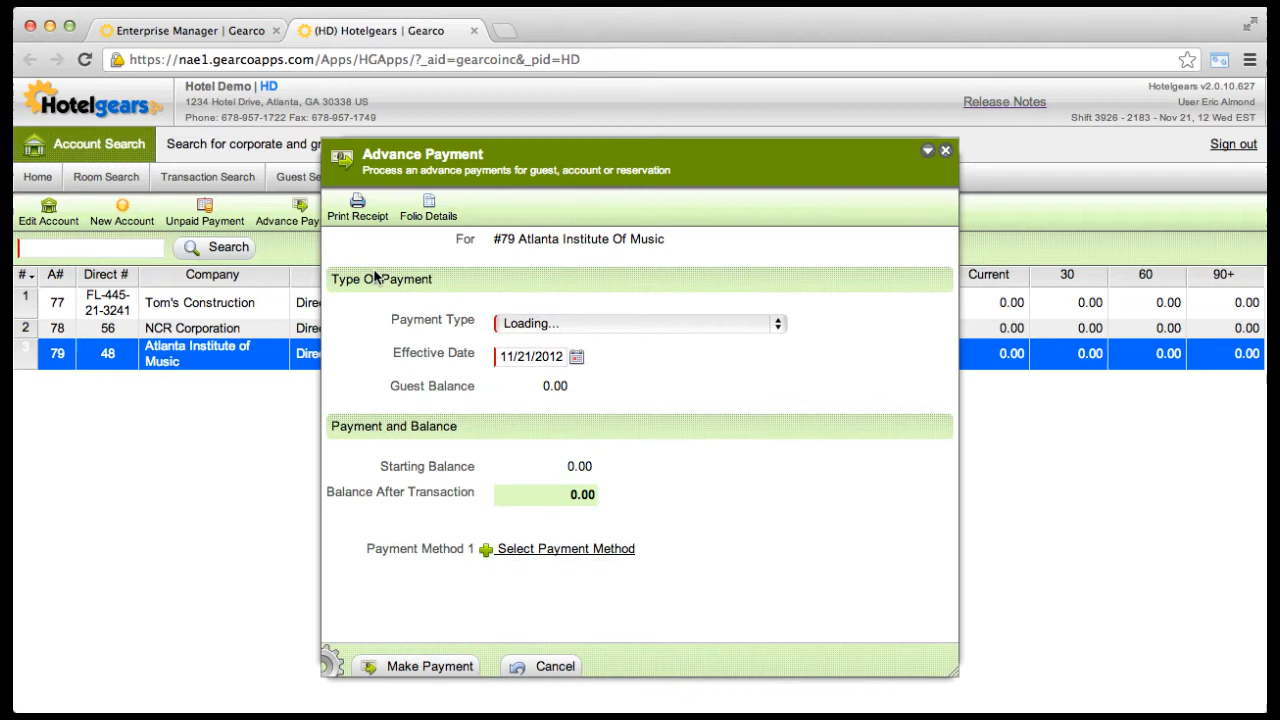 Enterprise Manager | Gearco
(HD) Hotelgears | Gearco
https://nae1.gearcoapps.com/Apps/HGApps/?_aid=gearcoinc&_pid=HD
Hotelgears
Hotel Demo | HD
1234 Hotel Drive, Atlanta, GA 30338 US
Phone: 678-957-1722 Fax: 678-957-1749
Release Notes
Hotelgears v2.0.10.627
User Eric Almond
Shift 3926 - 2183 - Nov 21, 12 Wed EST
Account Search
Search for corporate and gr
Sign out
Home Room Search Transaction Search Guest Se
Edit Account New Account Unpaid Payment Advance Pay
Search
# A# Direct # Company Current 30 60 90+
1 77 FL-445-21-3241 Tom's Construction Dire 0.00 0.00 0.00 0.00
2 78 56 NCR Corporation Dire 0.00 0.00 0.00 0.00
3 79 48 Atlanta Institute of Music Dire 0.00 0.00 0.00 0.00
Advance Payment
Process an advance payments for guest, account or reservation
Print Receipt Folio Details
For #79 Atlanta Institute Of Music
Type Of Payment
Payment Type Loading...
Effective Date 11/21/2012
Guest Balance 0.00
Payment and Balance
Starting Balance 0.00
Balance After Transaction 0.00
Payment Method 1 Select Payment Method
Make Payment Cancel